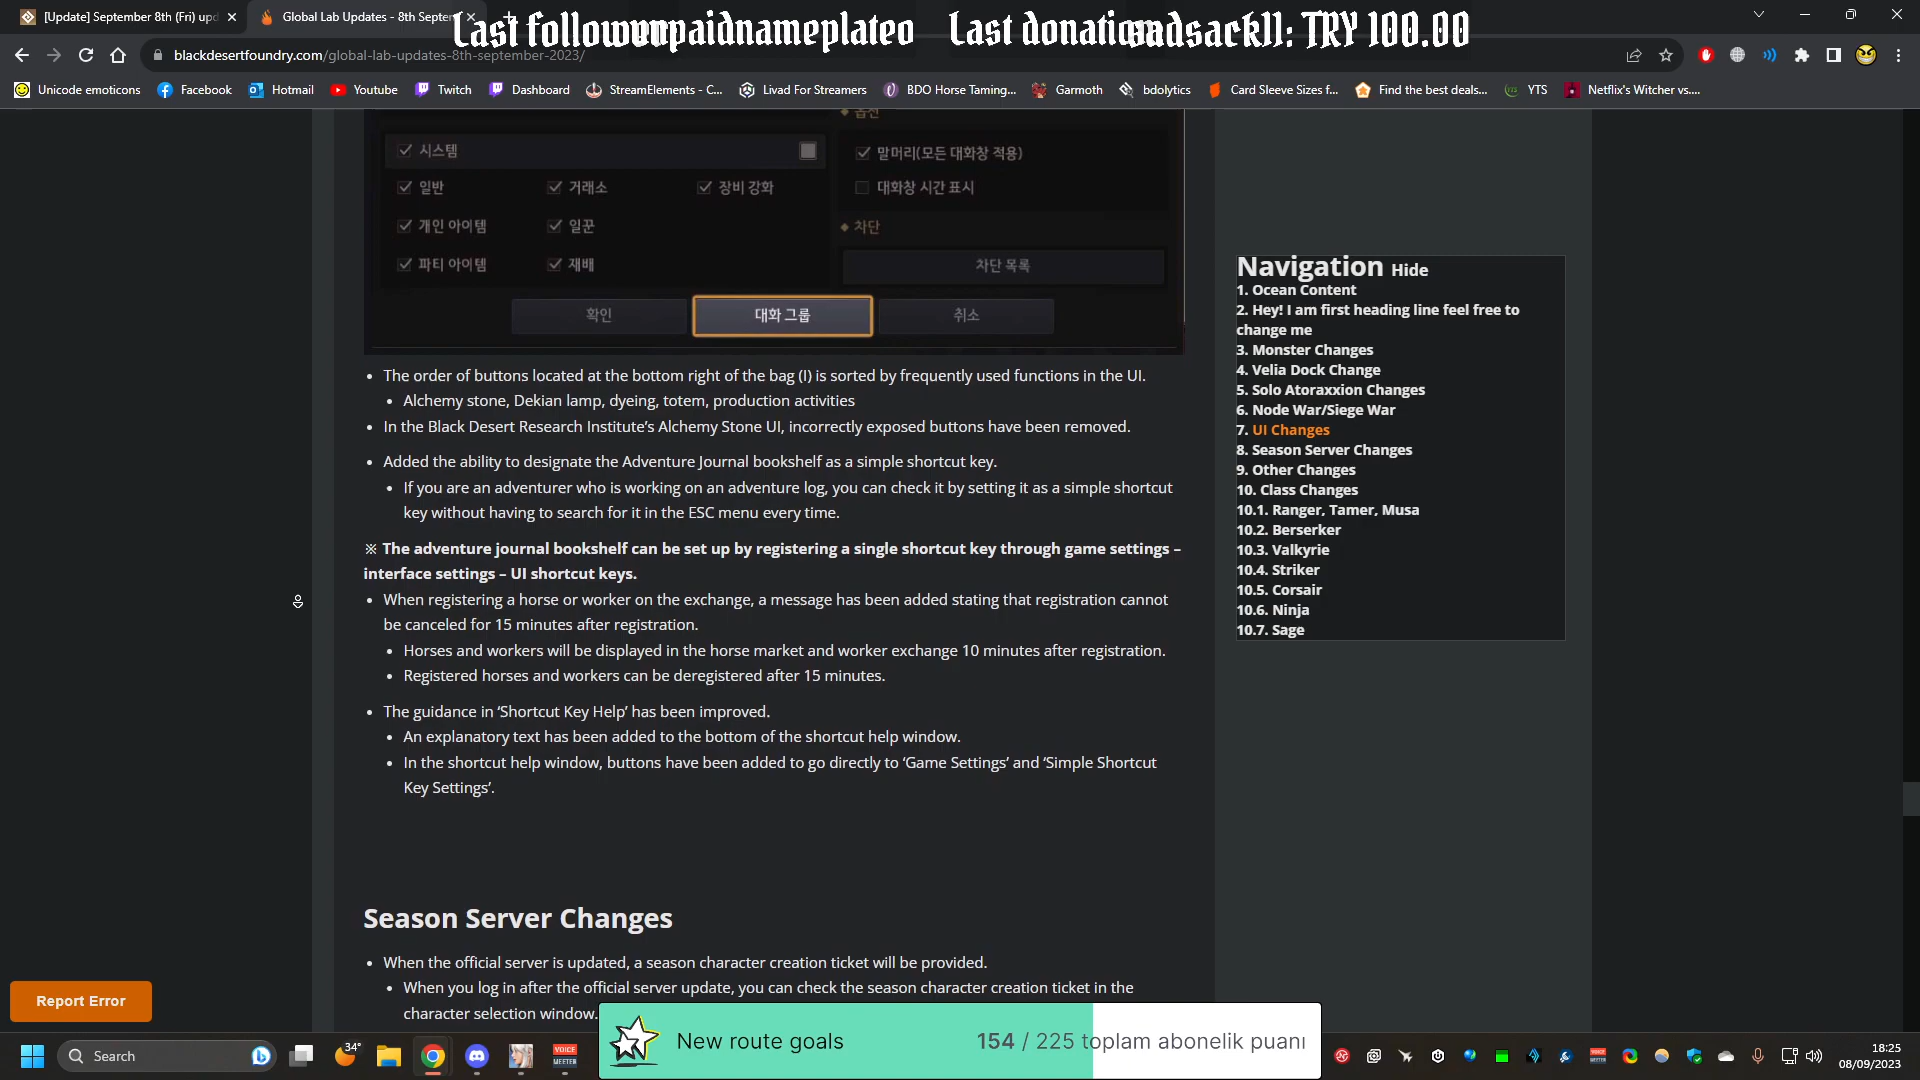 [Update] September 8th (Fri) upd
Global Lab Updates - 8th Septem
Last follower
unpaidnameplateo
Last donation
sadsackll: TRY 100.00
blackdesertfoundry.com/global-lab-updates-8th-september-2023/
Unicode emoticons
Facebook
Hotmail
Youtube
Twitch
Dashboard
StreamElements - C...
Livad For Streamers
BDO Horse Taming...
Garmoth
bdolytics
Card Sleeve Sizes f...
Find the best deals...
YTS
Netflix's Witcher vs....
옵션
시스템
말머리(모든 대화창 적용)
일반
거래소
장비 강화
대화창 시간 표시
개인 아이템
일꾼
차단
파티 아이템
재배
차단 목록
확인
대화 그룹
취소
The order of buttons located at the bottom right of the bag (I) is sorted by frequently used functions in the UI.
Alchemy stone, Dekian lamp, dyeing, totem, production activities
In the Black Desert Research Institute's Alchemy Stone UI, incorrectly exposed buttons have been removed.
Added the ability to designate the Adventure Journal bookshelf as a simple shortcut key.
If you are an adventurer who is working on an adventure log, you can check it by setting it as a simple shortcut
key without having to search for it in the ESC menu every time.
※ The adventure journal bookshelf can be set up by registering a single shortcut key through game settings –
interface settings – UI shortcut keys.
When registering a horse or worker on the exchange, a message has been added stating that registration cannot
be canceled for 15 minutes after registration.
Horses and workers will be displayed in the horse market and worker exchange 10 minutes after registration.
Registered horses and workers can be deregistered after 15 minutes.
The guidance in ‘Shortcut Key Help’ has been improved.
An explanatory text has been added to the bottom of the shortcut help window.
In the shortcut help window, buttons have been added to go directly to ‘Game Settings’ and ‘Simple Shortcut
Key Settings’.
Season Server Changes
When the official server is updated, a season character creation ticket will be provided.
When you log in after the official server update, you can check the season character creation ticket in the
character selection window.
Navigation Hide
1. Ocean Content
2. Hey! I am first heading line feel free to
change me
3. Monster Changes
4. Velia Dock Change
5. Solo Atoraxxion Changes
6. Node War/Siege War
7. UI Changes
8. Season Server Changes
9. Other Changes
10. Class Changes
10.1. Ranger, Tamer, Musa
10.2. Berserker
10.3. Valkyrie
10.4. Striker
10.5. Corsair
10.6. Ninja
10.7. Sage
Report Error
New route goals
154 / 225 toplam abonelik puanı
Search
34°
VOICE
MEETER
18:25
08/09/2023